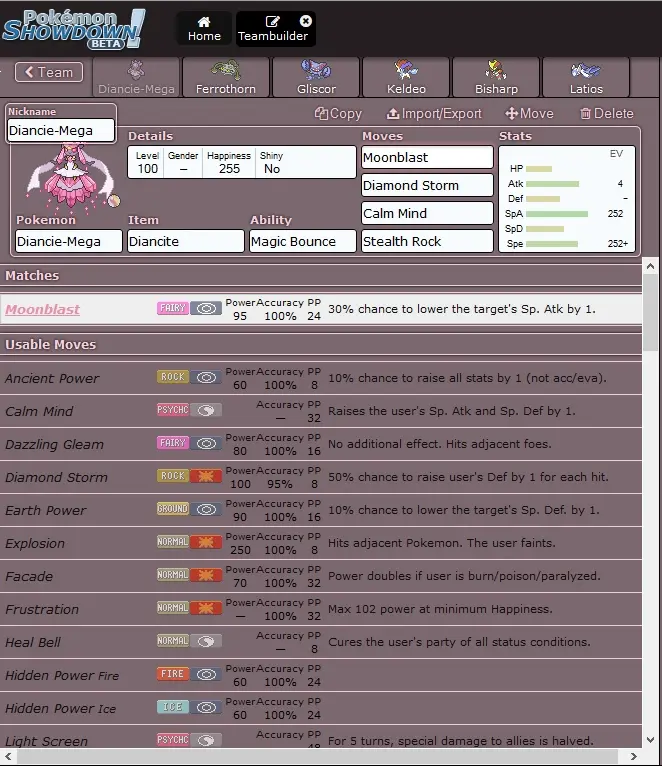 Pokémon
SHOWDOWN!
BETA
Home
Teambuilder
< Team
Diancie-Mega
Ferrothorn
Gliscor
Keldeo
Bisharp
Latios
Copy
Import/Export
Move
Delete
Nickname
Diancie-Mega
Details
Level Gender Happiness Shiny
100 – 255 No
Pokemon
Diancie-Mega
Item
Diancite
Ability
Magic Bounce
Moves
Moonblast
Diamond Storm
Calm Mind
Stealth Rock
Stats
EV
HP
Atk 4
Def –
SpA 252
SpD
Spe 252+
Matches
Moonblast FAIRY Power 95 Accuracy 100% PP 24 30% chance to lower the target's Sp. Atk by 1.
Usable Moves
Ancient Power ROCK Power 60 Accuracy 100% PP 8 10% chance to raise all stats by 1 (not acc/eva).
Calm Mind PSYCHC Accuracy — PP 32 Raises the user's Sp. Atk and Sp. Def by 1.
Dazzling Gleam FAIRY Power 80 Accuracy 100% PP 16 No additional effect. Hits adjacent foes.
Diamond Storm ROCK Power 100 Accuracy 95% PP 8 50% chance to raise user's Def by 1 for each hit.
Earth Power GROUND Power 90 Accuracy 100% PP 16 10% chance to lower the target's Sp. Def. by 1.
Explosion NORMAL Power 250 Accuracy 100% PP 8 Hits adjacent Pokemon. The user faints.
Facade NORMAL Power 70 Accuracy 100% PP 32 Power doubles if user is burn/poison/paralyzed.
Frustration NORMAL Power — Accuracy 100% PP 32 Max 102 power at minimum Happiness.
Heal Bell NORMAL Accuracy — PP 8 Cures the user's party of all status conditions.
Hidden Power Fire FIRE Power 60 Accuracy 100% PP 24
Hidden Power Ice ICE Power 60 Accuracy 100% PP 24
Light Screen PSYCHC Accuracy PP For 5 turns, special damage to allies is halved.